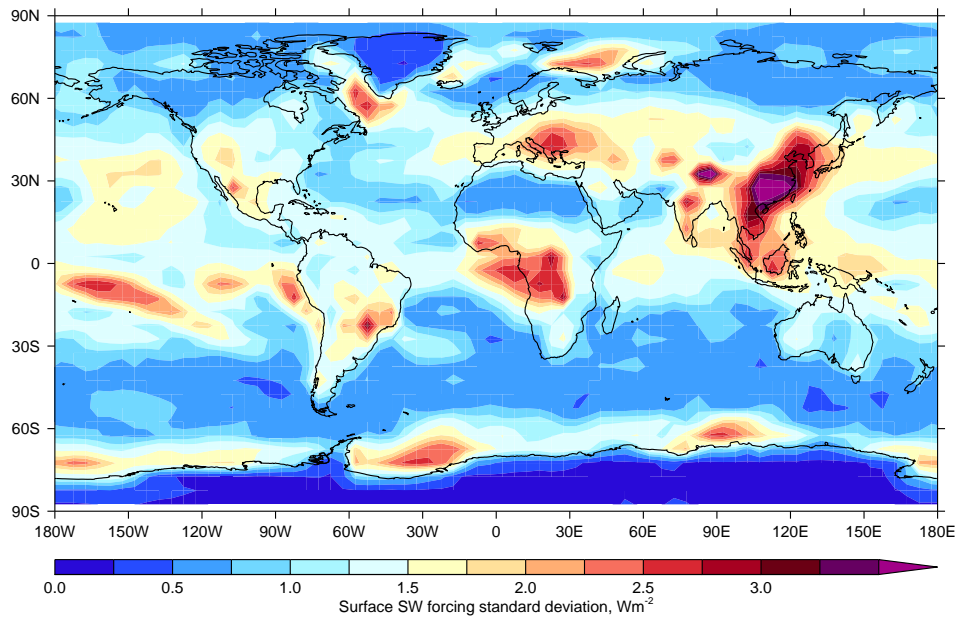 90N
60N
30N
0
30S
60S
90S
180W 150W 120W 90W 60W 30W 0 30E 60E 90E 120E 150E 180E
0.0 0.5 1.0 1.5 2.0 2.5 3.0
Surface SW forcing standard deviation, Wm-2